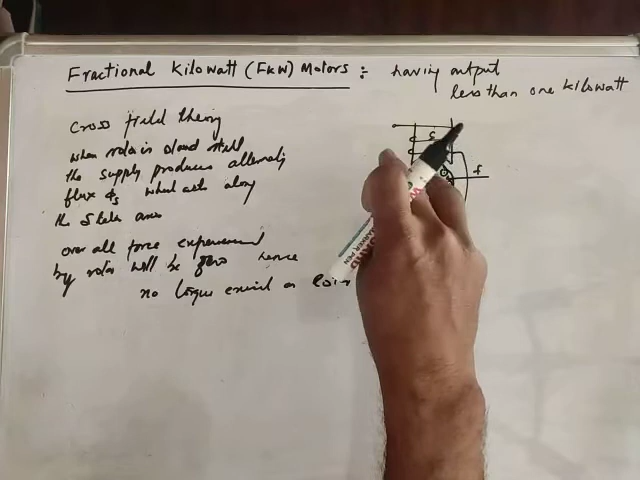 Fractional Kilowatt (FKW) Motors : having output
less than one kilowatt
Cross field theory
when rotor is stand still
the supply produces alternating
flux φs which acts along
the stator axis
over all force experienced
by rotor will be zero hence
no torque exerted on
c
f